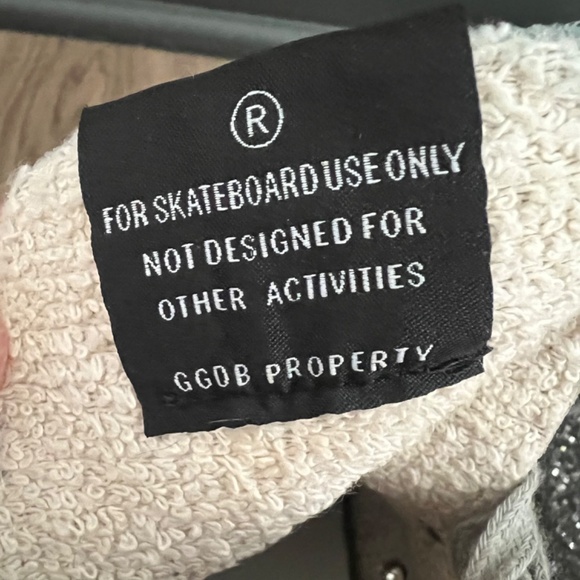 ®
FOR SKATEBOARD USE ONLY
NOT DESIGNED FOR
OTHER ACTIVITIES
GGDB PROPERTY